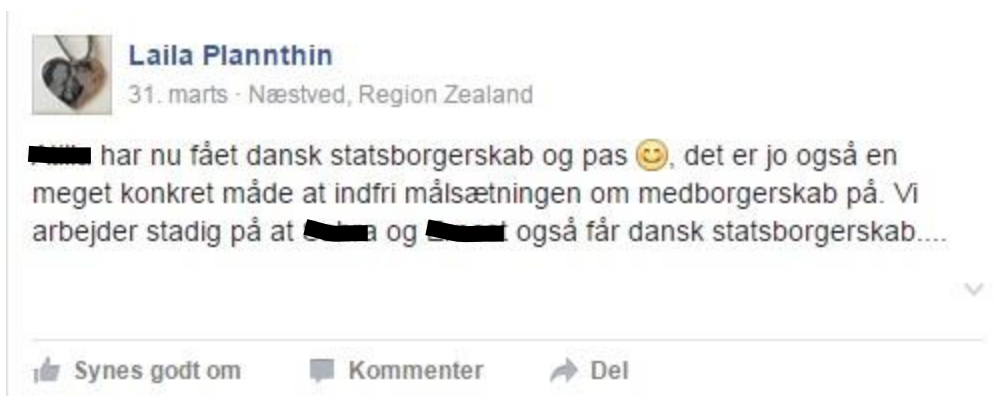 Laila Plannthin
31. marts · Næstved, Region Zealand
har nu fået dansk statsborgerskab og pas 😊, det er jo også en
meget konkret måde at indfri målsætningen om medborgerskab på. Vi
arbejder stadig på at og også får dansk statsborgerskab....
Synes godt om Kommenter Del